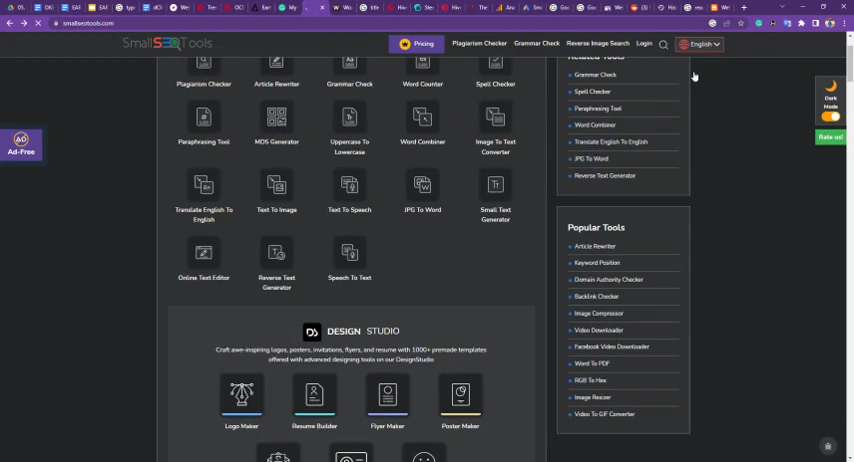 smallseotools.com
SmallSEOTools
Pricing
Plagiarism Checker
Grammar Check
Reverse Image Search
Login
English
Plagiarism Checker
Article Rewriter
Grammar Check
Word Counter
Spell Checker
Paraphrasing Tool
MD5 Generator
Uppercase To
Lowercase
Word Combiner
Image To Text
Converter
Translate English To
English
Text To Image
Text To Speech
JPG To Word
Small Text
Generator
Online Text Editor
Reverse Text
Generator
Speech To Text
DS DESIGN STUDIO
Craft awe-inspiring logos, posters, invitations, flyers, and resume with 1000+ premade templates
offered with advanced designing tools on our DesignStudio
Logo Maker
Resume Builder
Flyer Maker
Poster Maker
Related Tools
Grammar Check
Spell Checker
Paraphrasing Tool
Word Combiner
Translate English To English
JPG To Word
Reverse Text Generator
Popular Tools
Article Rewriter
Keyword Position
Domain Authority Checker
Backlink Checker
Image Compressor
Video Downloader
Facebook Video Downloader
Word To PDF
RGB To Hex
Image Resizer
Video To GIF Converter
AD
Ad-Free
Dark
Mode
Rate us!